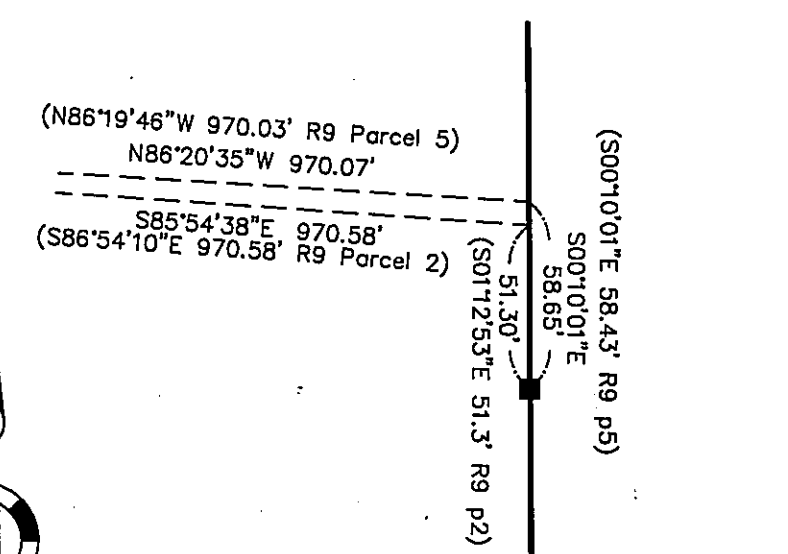 (N86°19'46"W 970.03' R9 Parcel 5)
N86°20'35"W 970.07'
S85°54'38"E 970.58'
(S86°54'10"E 970.58' R9 Parcel 2)
(S00°10'01"E 58.43' R9 p5)
S00°10'01"E
58.65'
51.30'
(S01°12'53"E 51.3' R9 p2)